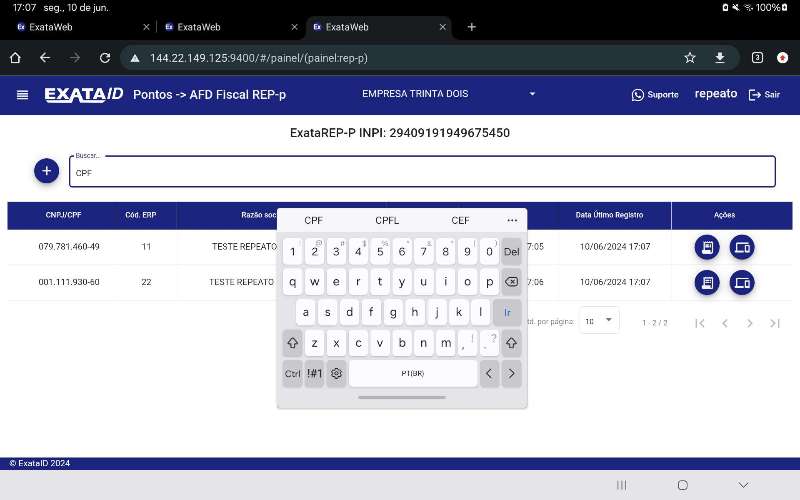 17:07 seg., 10 de jun. 100%
ExataWeb ExataWeb ExataWeb
144.22.149.125:9400/#/painel/(painel:rep-p) 3
EXATAID Pontos -> AFD Fiscal REP-p EMPRESA TRINTA DOIS Suporte repeato Sair
ExataREP-P INPI: 29409191949675450
Buscar...
CPF
CNPJ/CPF Cód. ERP Razão soc Data Útimo Registro Ações
079.781.460-49 11 TESTE REPEATO 7:05 10/06/2024 17:07
001.111.930-60 22 TESTE REPEATO 7:06 10/06/2024 17:07
td. por página: 10 1 - 2 / 2
CPF CPFL CEF ...
1 2 3 4 5 6 7 8 9 0 Del
q w e r t y u i o p
a s d f g h j k l Ir
z x c v b n m , ! . ?
Ctrl !#1 PT(BR)
© ExataID 2024